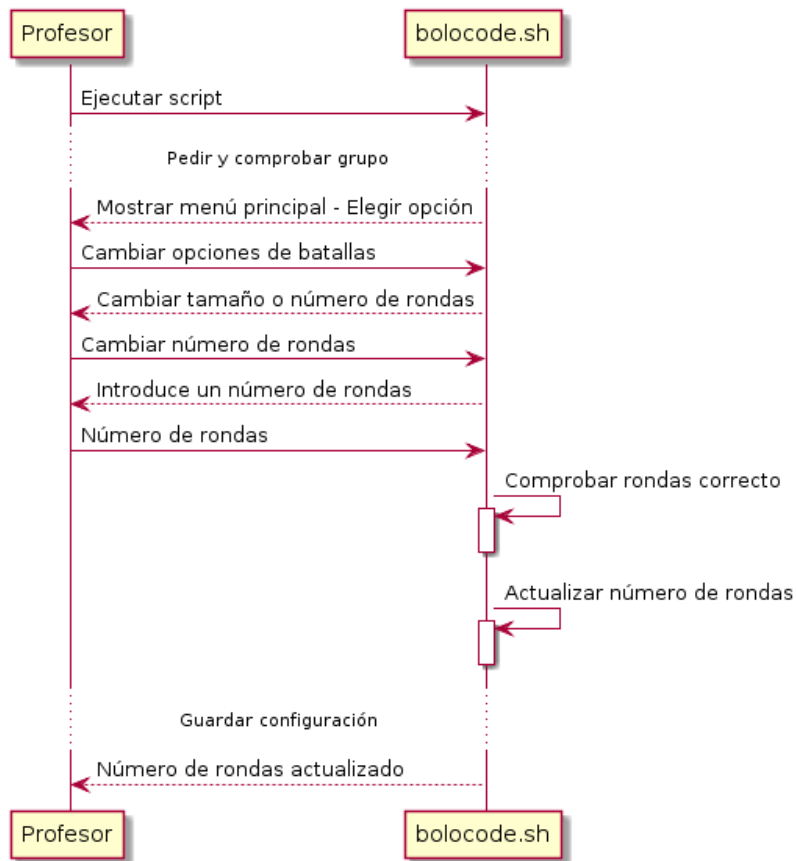 Profesor
bolocode.sh
Ejecutar script
Pedir y comprobar grupo
Mostrar menú principal - Elegir opción
Cambiar opciones de batallas
Cambiar tamaño o número de rondas
Cambiar número de rondas
Introduce un número de rondas
Número de rondas
Comprobar rondas correcto
Actualizar número de rondas
Guardar configuración
Número de rondas actualizado
Profesor
bolocode.sh